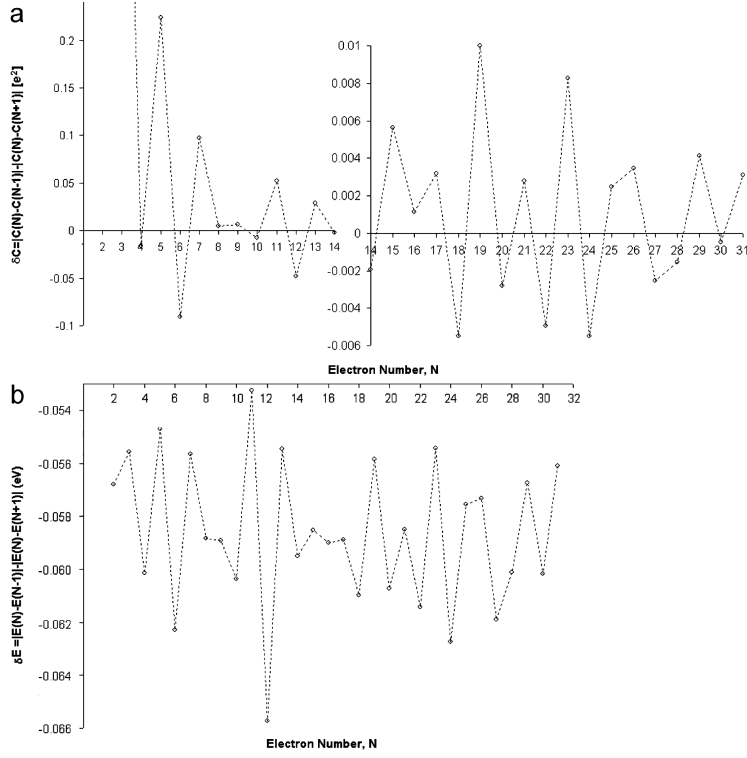 a
δC=|C(N)-C(N-1)|-|C(N)-C(N+1)| [e²]
0.2
0.15
0.1
0.05
0
-0.05
-0.1
2 3 4 5 6 7 8 9 10 11 12 13 14
0.01
0.008
0.006
0.004
0.002
0
-0.002
-0.004
-0.006
14 15 16 17 18 19 20 21 22 23 24 25 26 27 28 29 30 31
Electron Number, N
b
δE =|E(N)-E(N-1)|-|E(N)-E(N+1)| (eV)
2 4 6 8 10 12 14 16 18 20 22 24 26 28 30 32
-0.054
-0.056
-0.058
-0.060
-0.062
-0.064
-0.066
Electron Number, N